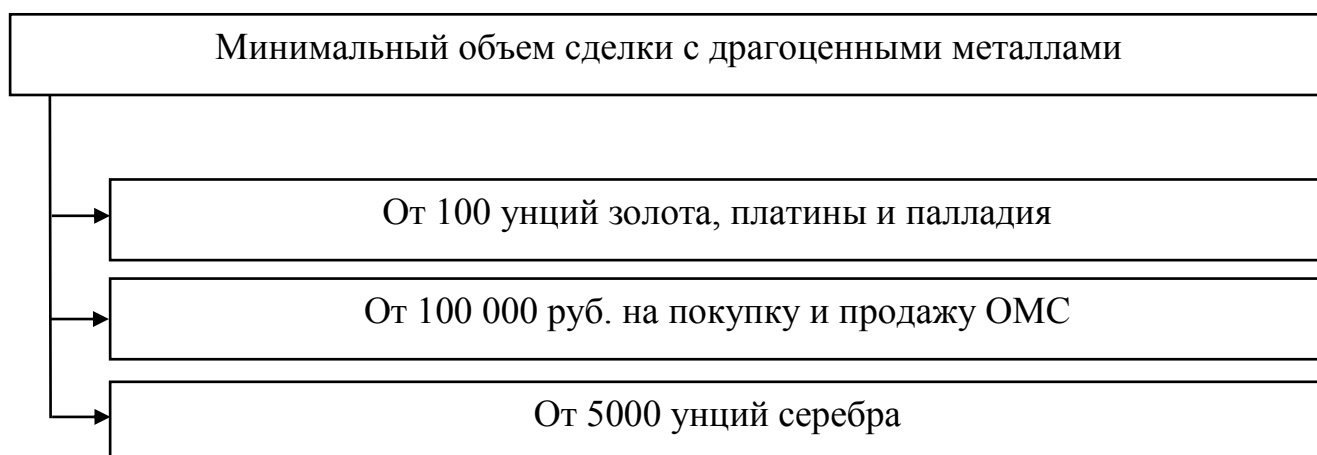 Минимальный объем сделки с драгоценными металлами
От 100 унций золота, платины и палладия
От 100 000 руб. на покупку и продажу ОМС
От 5000 унций серебра